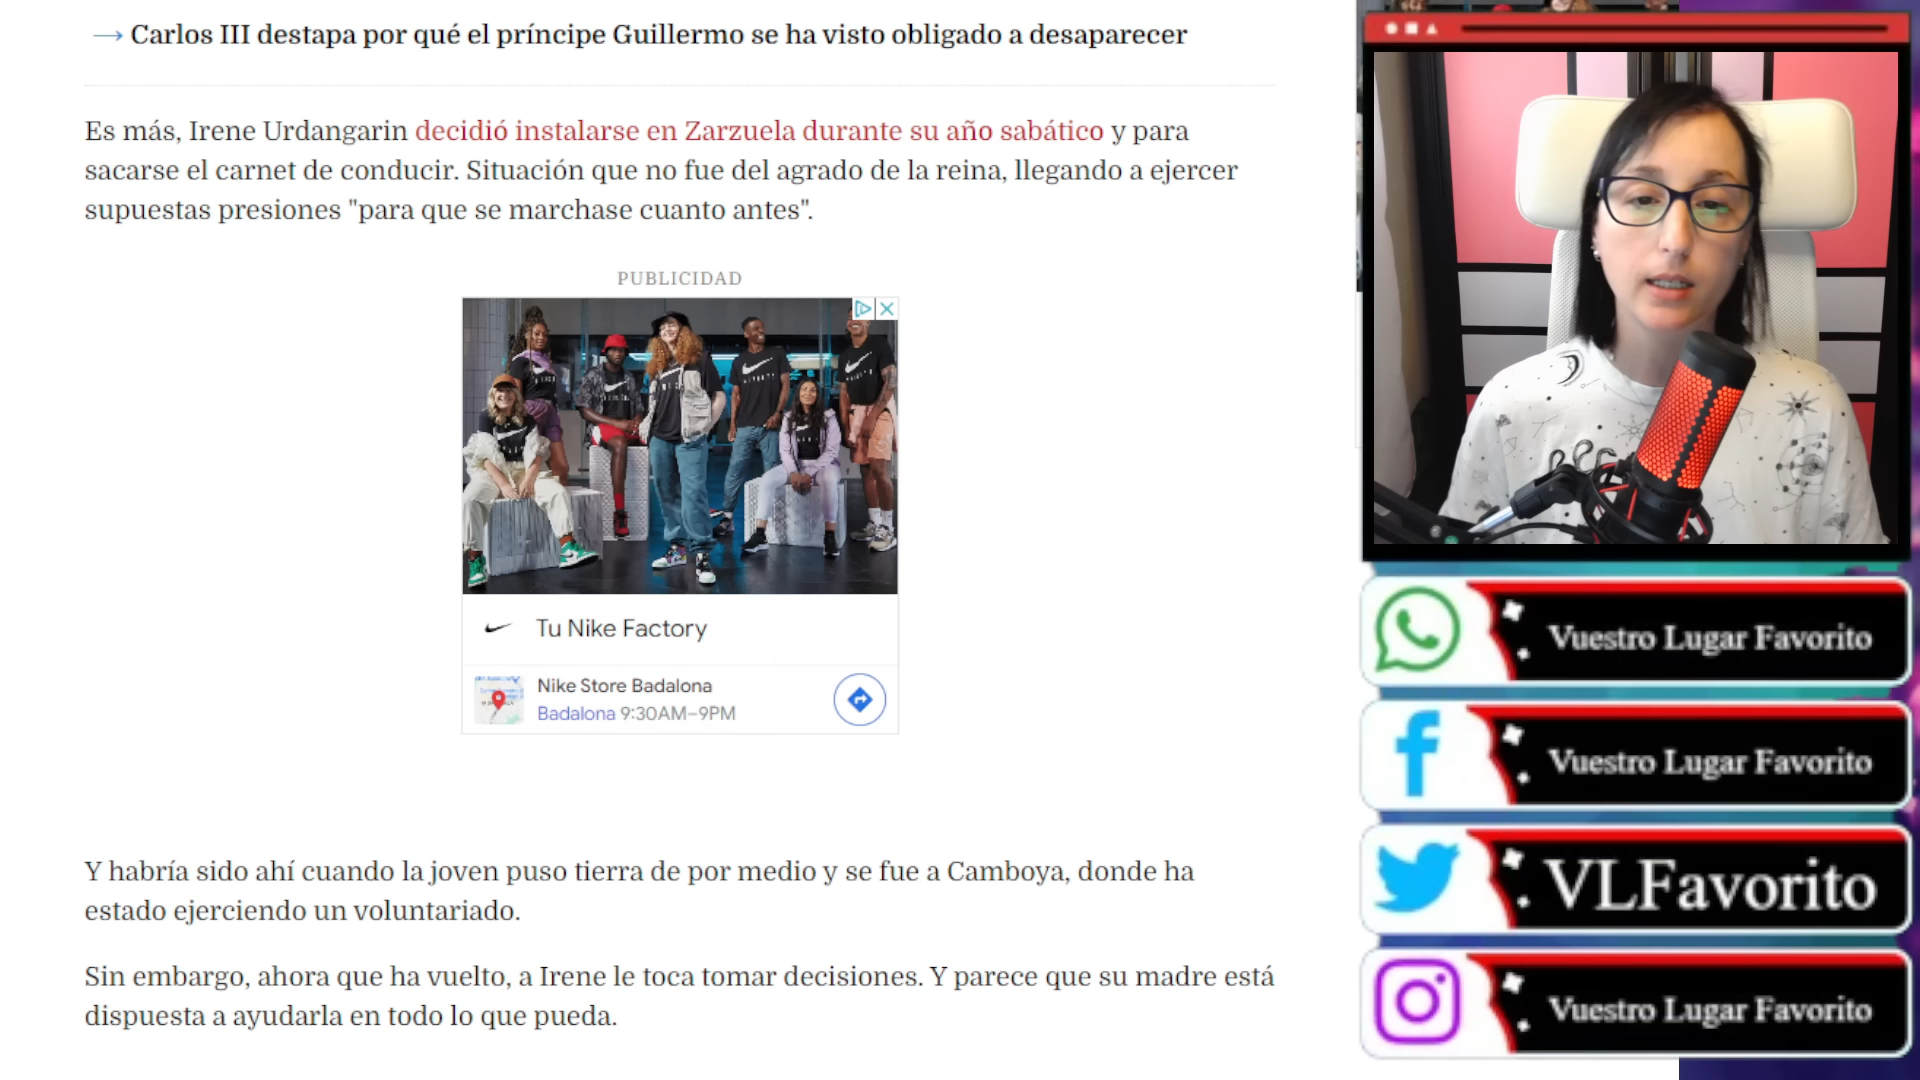 → Carlos III destapa por qué el príncipe Guillermo se ha visto obligado a desaparecer
Es más, Irene Urdangarin decidió instalarse en Zarzuela durante su año sabático y para
sacarse el carnet de conducir. Situación que no fue del agrado de la reina, llegando a ejercer
supuestas presiones "para que se marchase cuanto antes".
PUBLICIDAD
Tu Nike Factory
Nike Store Badalona
Badalona 9:30AM–9PM
Y habría sido ahí cuando la joven puso tierra de por medio y se fue a Camboya, donde ha
estado ejerciendo un voluntariado.
Sin embargo, ahora que ha vuelto, a Irene le toca tomar decisiones. Y parece que su madre está
dispuesta a ayudarla en todo lo que pueda.
Vuestro Lugar Favorito
Vuestro Lugar Favorito
VLFavorito
Vuestro Lugar Favorito